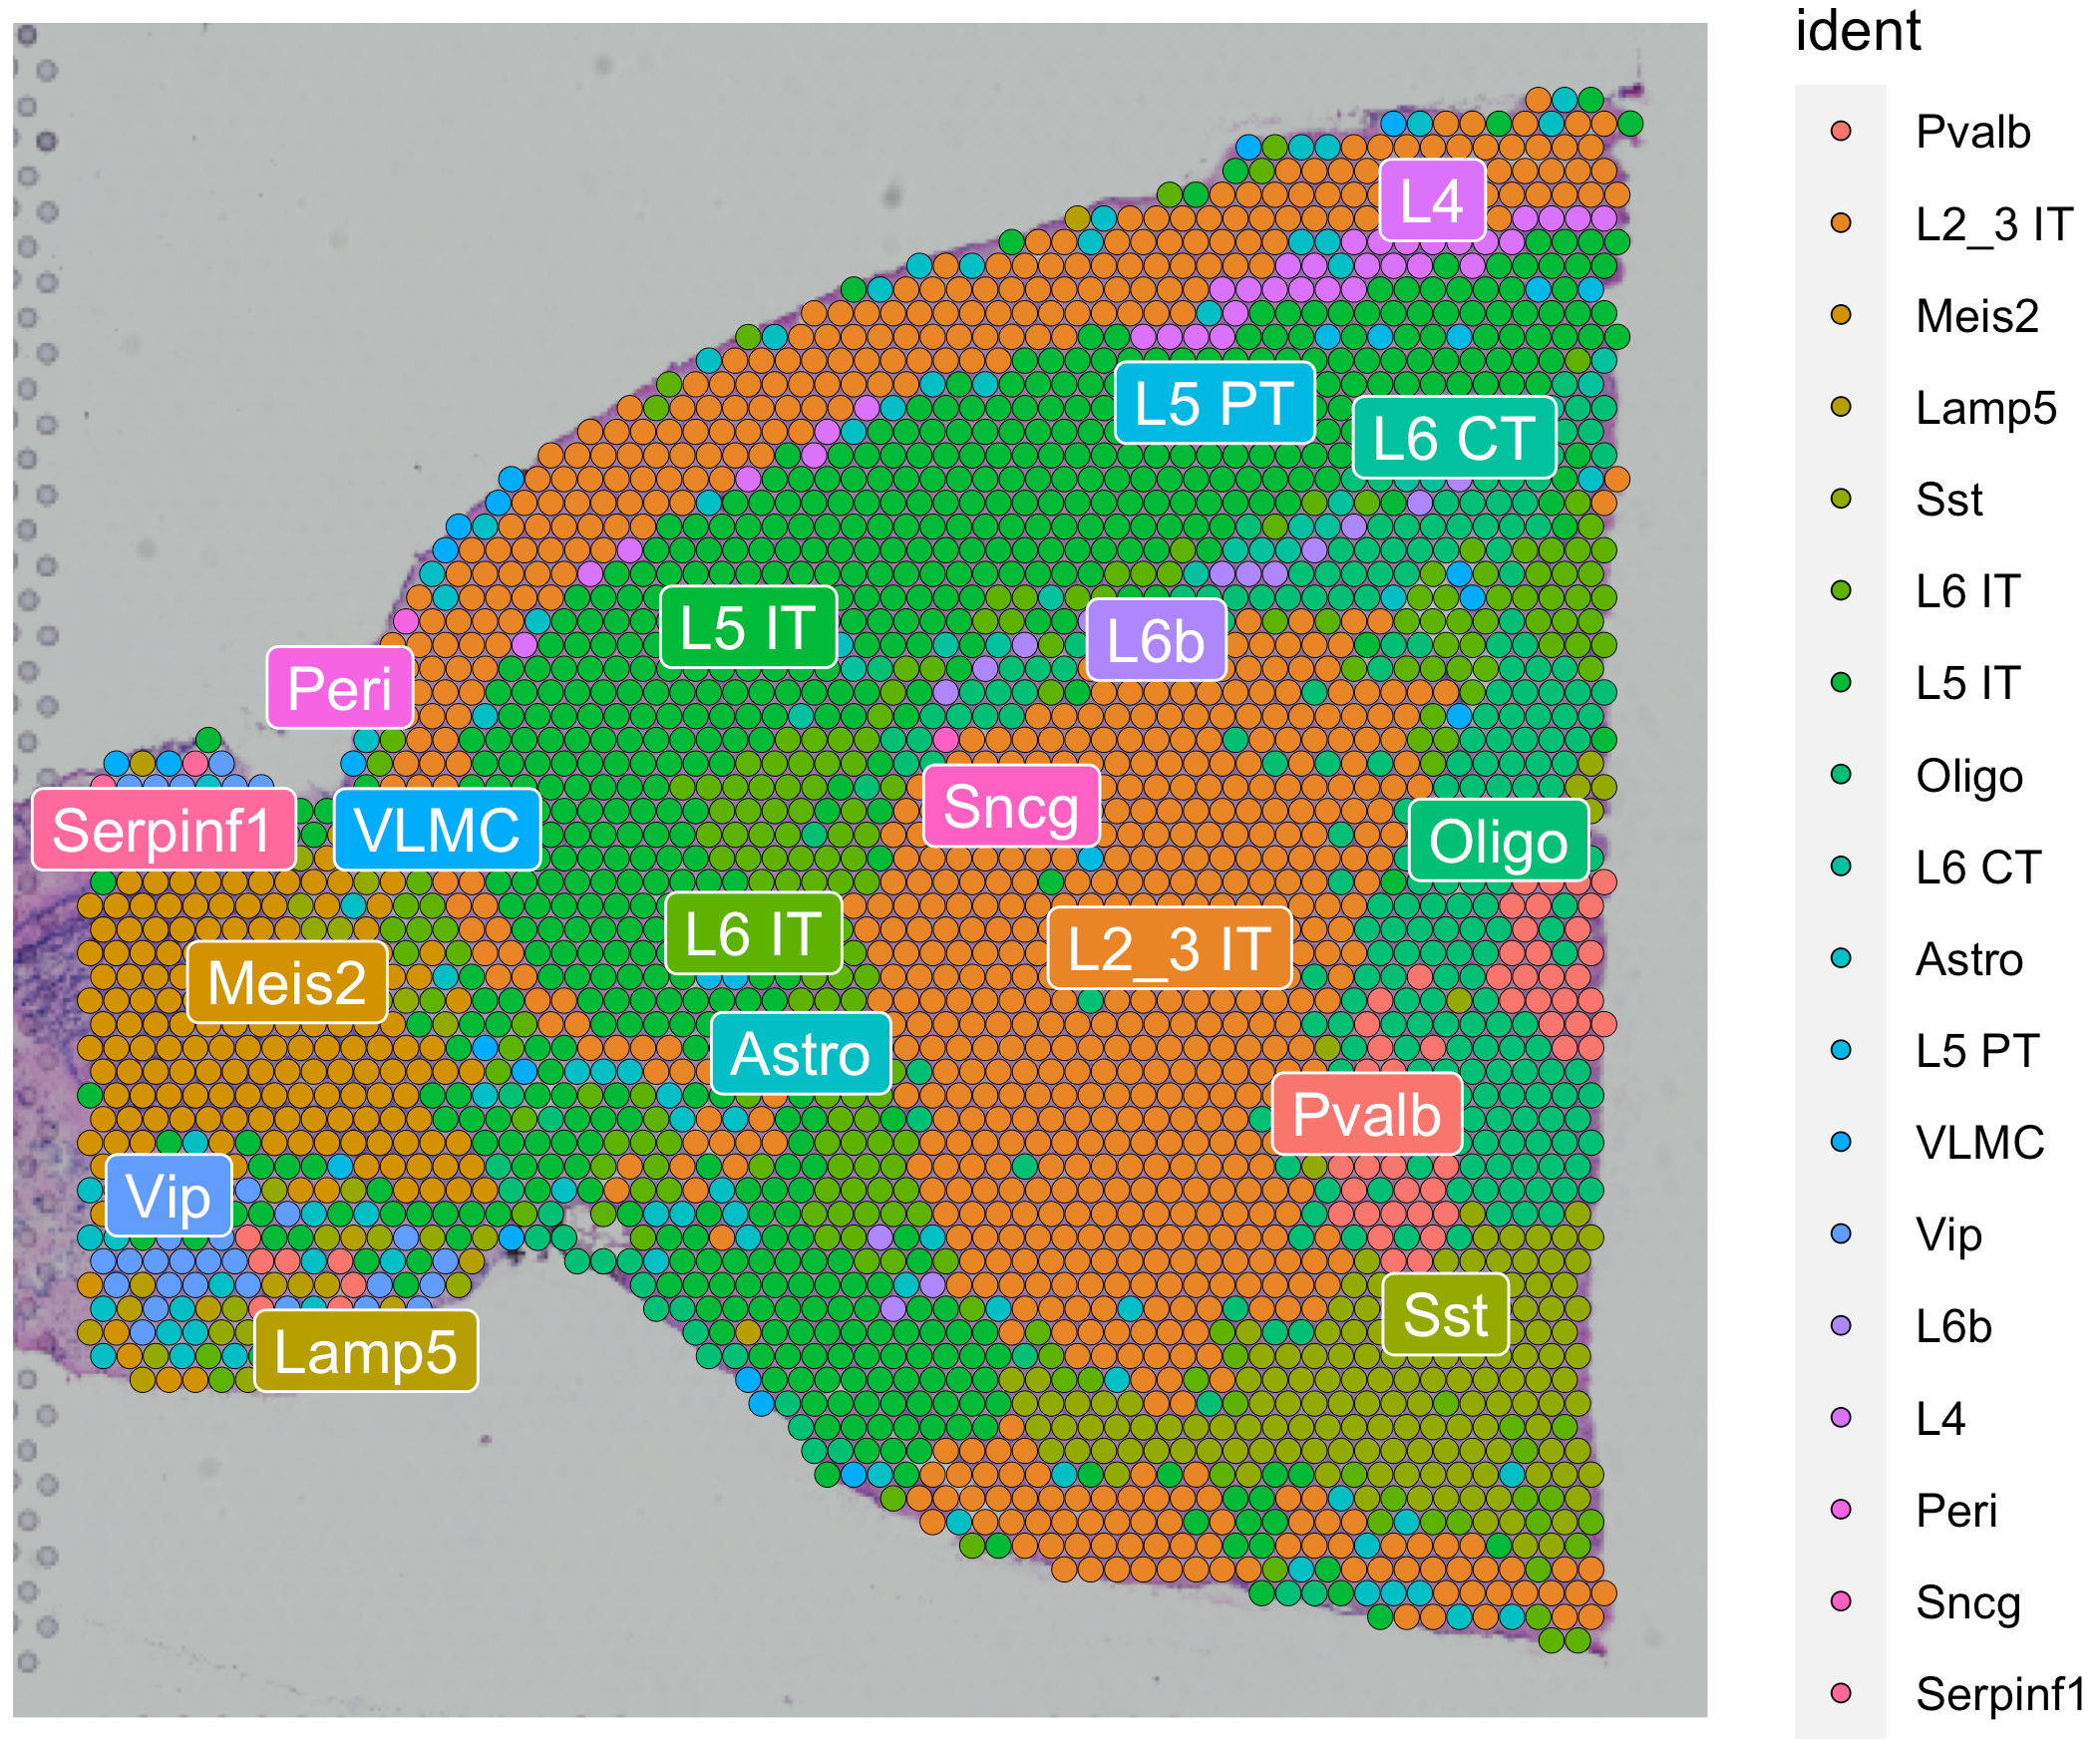 ident
Pvalb
L2_3 IT
Meis2
Lamp5
Sst
L6 IT
L5 IT
Oligo
L6 CT
Astro
L5 PT
VLMC
Vip
L6b
L4
Peri
Sncg
Serpinf1
L4
L5 PT
L6 CT
L5 IT
L6b
Peri
Sncg
Serpinf1
VLMC
Oligo
L6 IT
L2_3 IT
Meis2
Astro
Pvalb
Vip
Sst
Lamp5